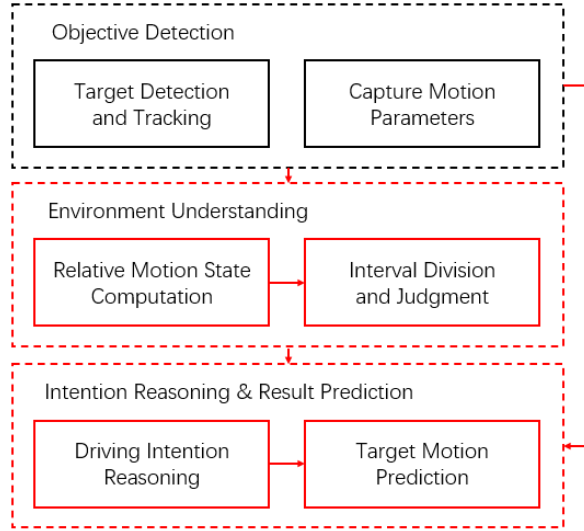 Objective Detection
Target Detection
and Tracking
Capture Motion
Parameters
Environment Understanding
Relative Motion State
Computation
Interval Division
and Judgment
Intention Reasoning & Result Prediction
Driving Intention
Reasoning
Target Motion
Prediction